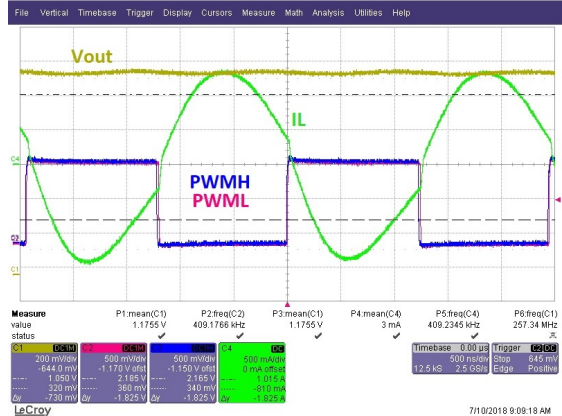 File Vertical Timebase Trigger Display Cursors Measure Math Analysis Utilities Help
Vout
IL
C4
PWMH
PWML
C1
Measure P1:mean(C1) P2:freq(C2) P3:mean(C1) P4:mean(C4) P5:freq(C2) P6:freq(C1)
value 1.1755 V 409.1766 kHz 1.1755 V 3 mA 409.2345 kHz 257.34 MHz
status
C1 DC1M C2 DC1M DC1M C4 DC Timebase 0.00 µs Trigger C2 DC
200 mV/div 500 mV/div 500 mV/div 500 mA/div 500 ns/div Stop 645 mV
-644.0 mV -1.170 V ofst -1.150 V ofst 0 mA offset 12.5 kS 2.5 GS/s Edge Positive
1.050 V 2.185 V 2.165 V 1.015 A
320 mV 360 mV 340 mV -810 mA
Δy -730 mV Δy -1.825 V Δy -1.825 V Δy -1.825 A
LeCroy 7/10/2018 9:09:18 AM